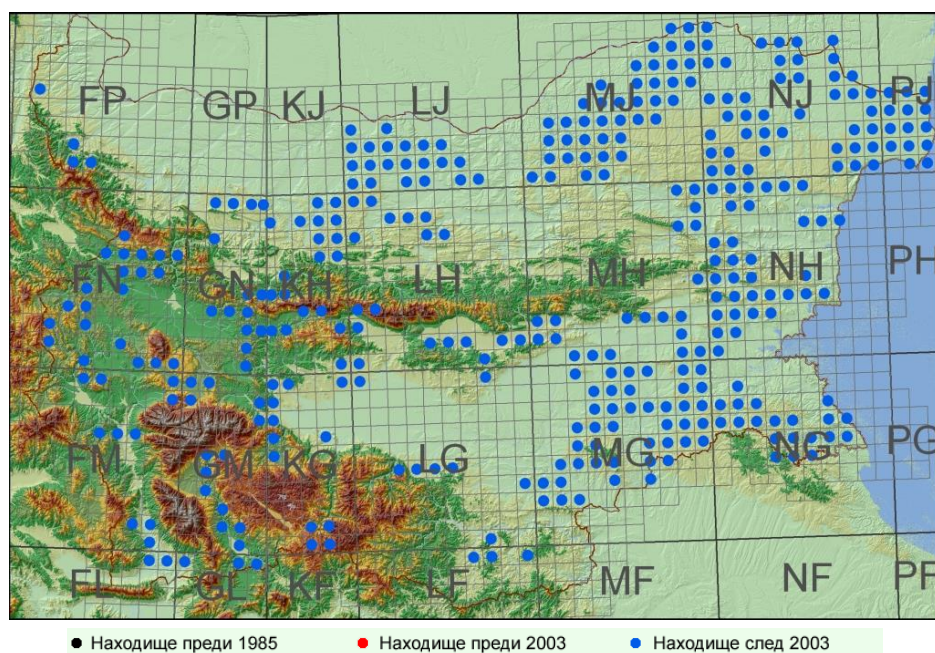 FP GP KJ LJ MJ NJ PJ
FN GN KH LH MH NH PH
FM GM KG LG MG NG PG
FL GL KF LF MF NF PF
Находище преди 1985 Находище преди 2003 Находище след 2003